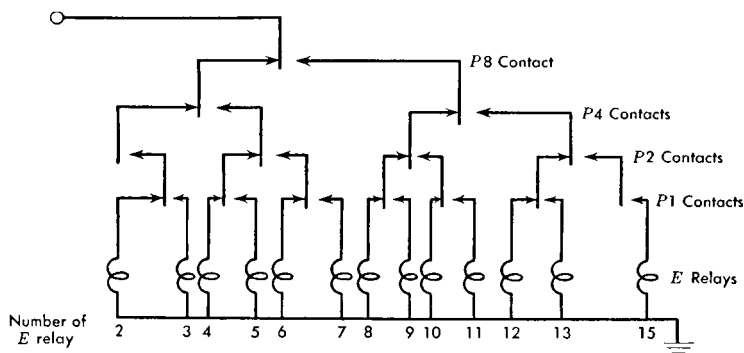 P8 Contact
P4 Contacts
P2 Contacts
P1 Contacts
E Relays
Number of
E relay
2 3 4 5 6 7 8 9 10 11 12 13 15